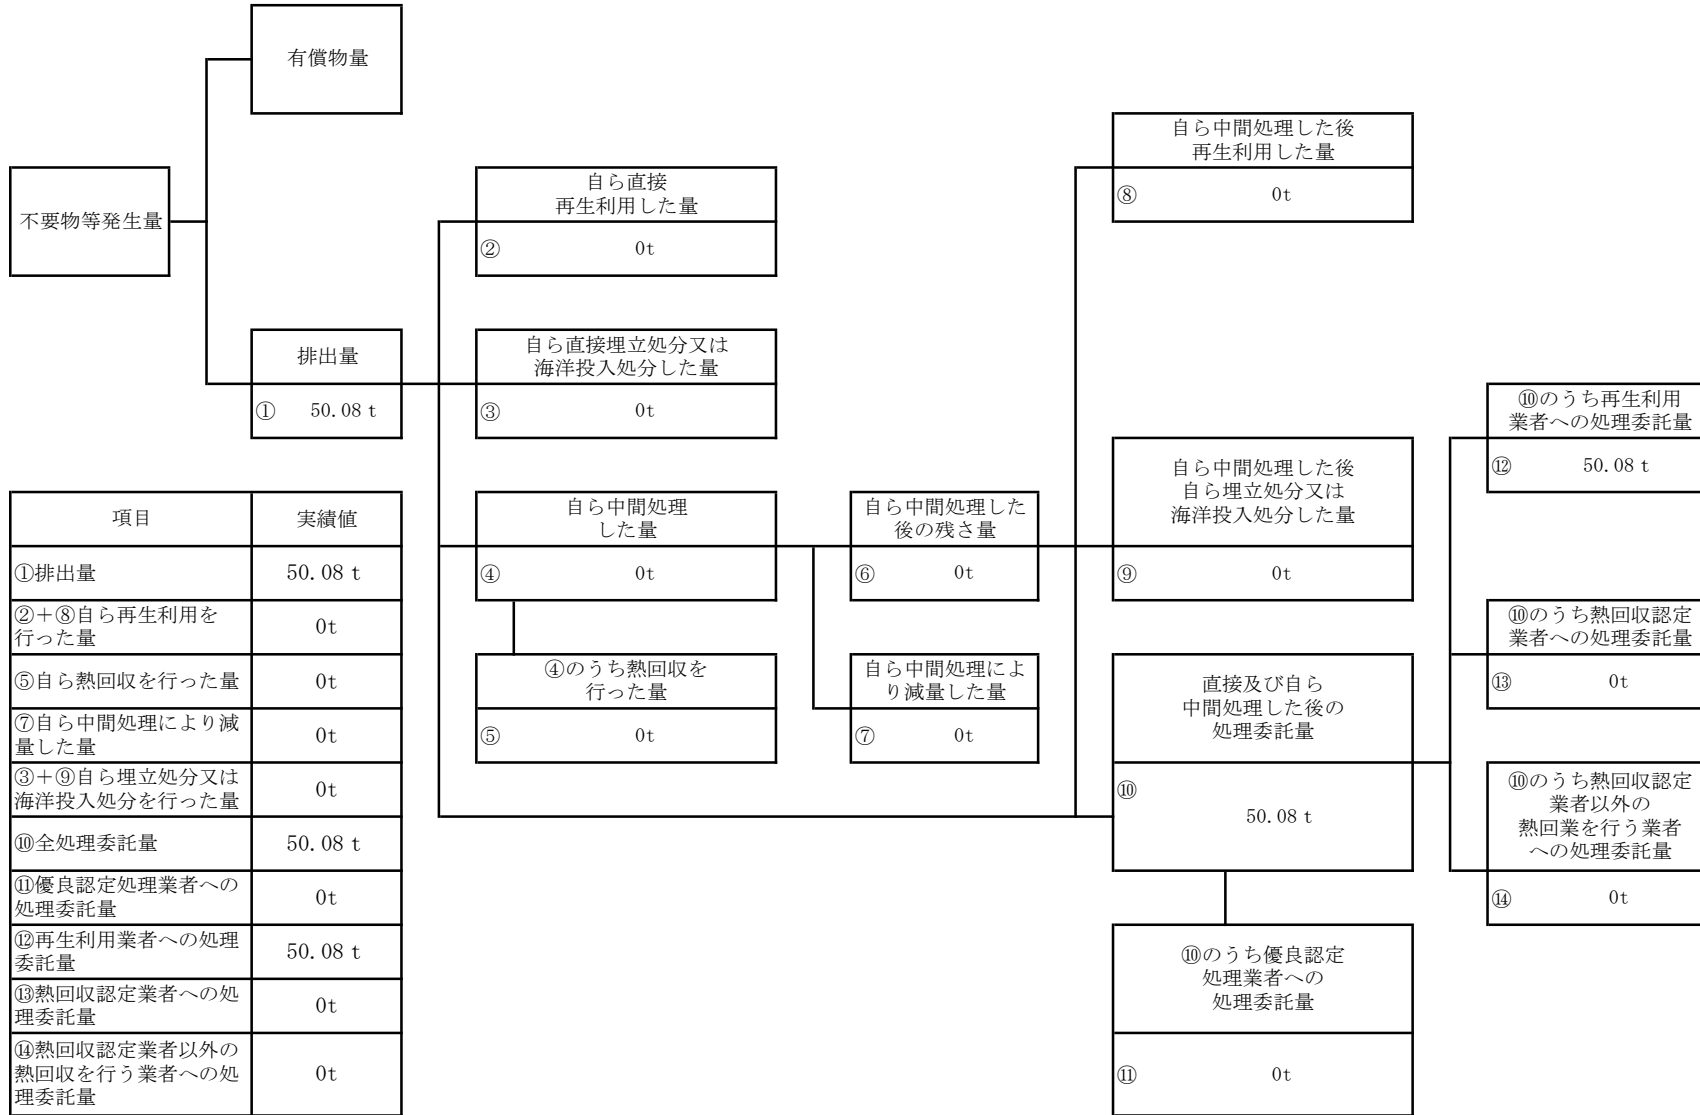 有償物量
不要物等発生量
排出量
① 50.08 t
自ら直接
再生利用した量
② 0t
自ら直接埋立処分又は
海洋投入処分した量
③ 0t
自ら中間処理
した量
④ 0t
④のうち熱回収を
行った量
⑤ 0t
自ら中間処理した
後の残さ量
⑥ 0t
自ら中間処理によ
り減量した量
⑦ 0t
自ら中間処理した後
再生利用した量
⑧ 0t
自ら中間処理した後
自ら埋立処分又は
海洋投入処分した量
⑨ 0t
直接及び自ら
中間処理した後の
処理委託量
⑩
50.08 t
⑩のうち優良認定
処理業者への
処理委託量
⑪ 0t
⑩のうち再生利用
業者への処理委託量
⑫ 50.08 t
⑩のうち熱回収認定
業者への処理委託量
⑬ 0t
⑩のうち熱回収認定
業者以外の
熱回業を行う業者
への処理委託量
⑭ 0t
項目 実績値
①排出量 50.08 t
②＋⑧自ら再生利用を
行った量 0t
⑤自ら熱回収を行った量 0t
⑦自ら中間処理により減
量した量 0t
③＋⑨自ら埋立処分又は
海洋投入処分を行った量 0t
⑩全処理委託量 50.08 t
⑪優良認定処理業者への
処理委託量 0t
⑫再生利用業者への処理
委託量 50.08 t
⑬熱回収認定業者への処
理委託量 0t
⑭熱回収認定業者以外の
熱回収を行う業者への処
理委託量 0t